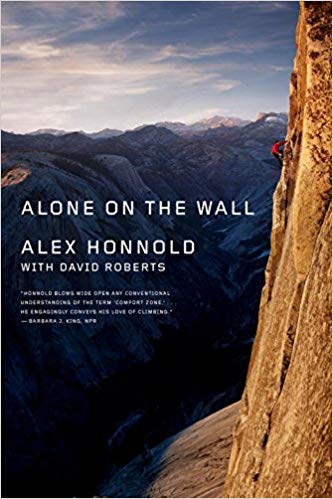 ALONE ON THE WALL
ALEX HONNOLD
WITH DAVID ROBERTS
"HONNOLD BLOWS WIDE OPEN ANY CONVENTIONAL
UNDERSTANDING OF THE TERM 'COMFORT ZONE,' . . .
HE ENGAGINGLY CONVEYS HIS LOVE OF CLIMBING."
— BARBARA J. KING, NPR